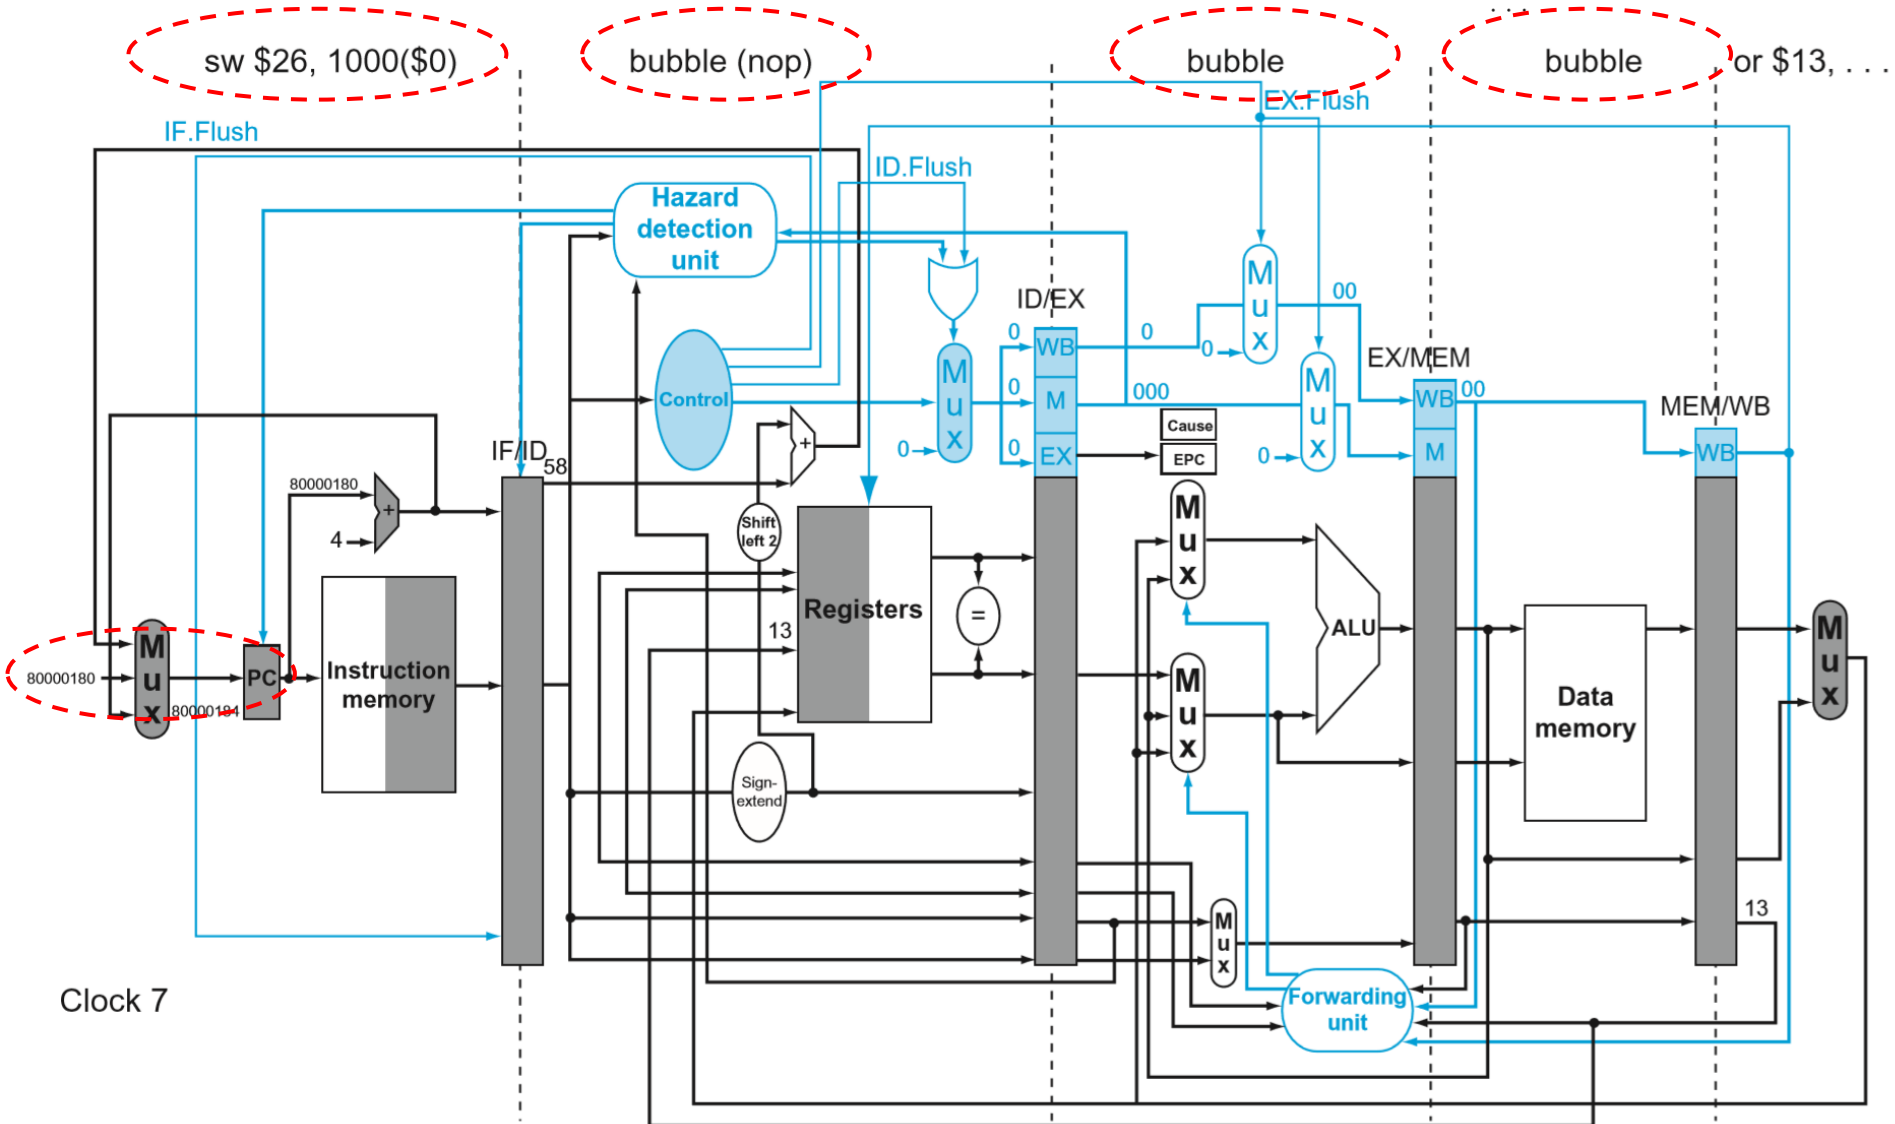 . . .
sw $26, 1000($0)
bubble (nop)
bubble
bubble
or $13, . . .
EX.Flush
IF.Flush
ID.Flush
Hazard
detection
unit
ID/EX
M
u
x
0
00
0
WB
0
0
M
000
0
EX
Control
M
u
x
0
M
u
x
0
Cause
EPC
EX/MEM
WB
00
M
MEM/WB
WB
IF/ID
58
80000180
+
4
+
Shift
left 2
M
u
x
Registers
=
13
ALU
80000180
M
u
x
80000184
PC
Instruction
memory
M
u
x
Data
memory
M
u
x
Sign-
extend
M
u
x
13
Forwarding
unit
Clock 7